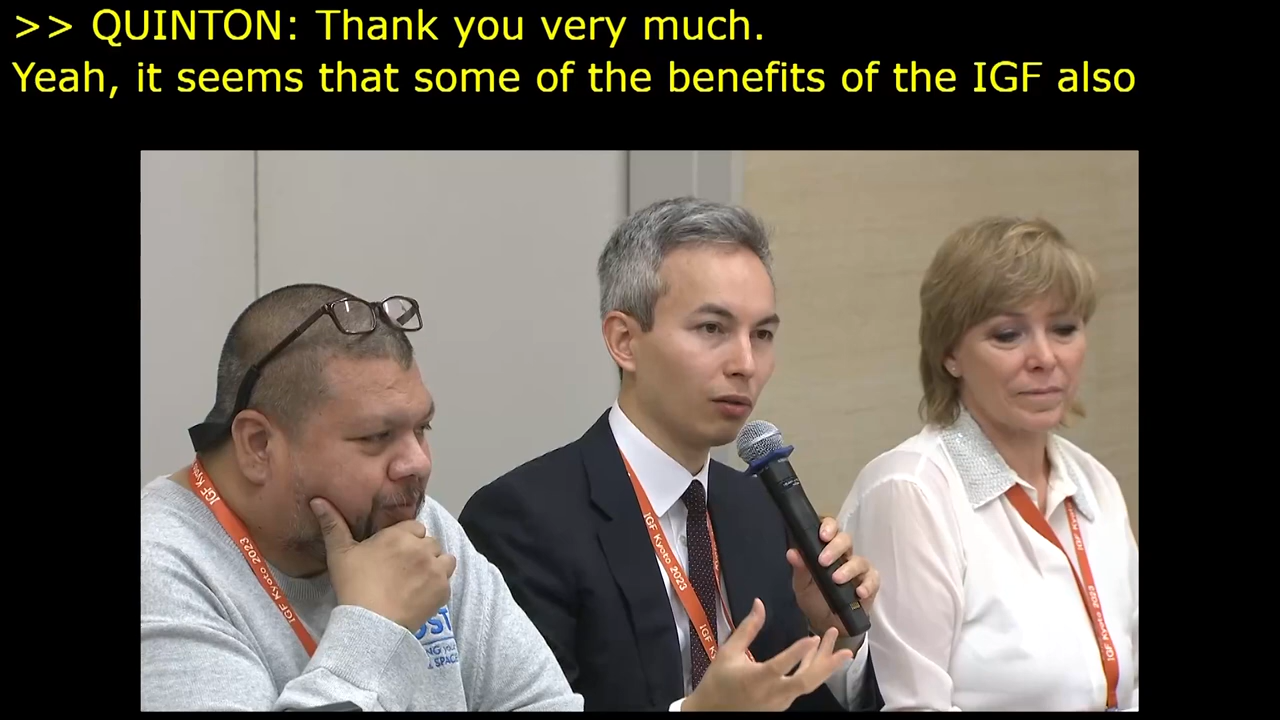 >> QUINTON: Thank you very much.
Yeah, it seems that some of the benefits of the IGF also
IGF Kyoto 2023
IGF Kyoto 2023
IGF Kyoto 2023